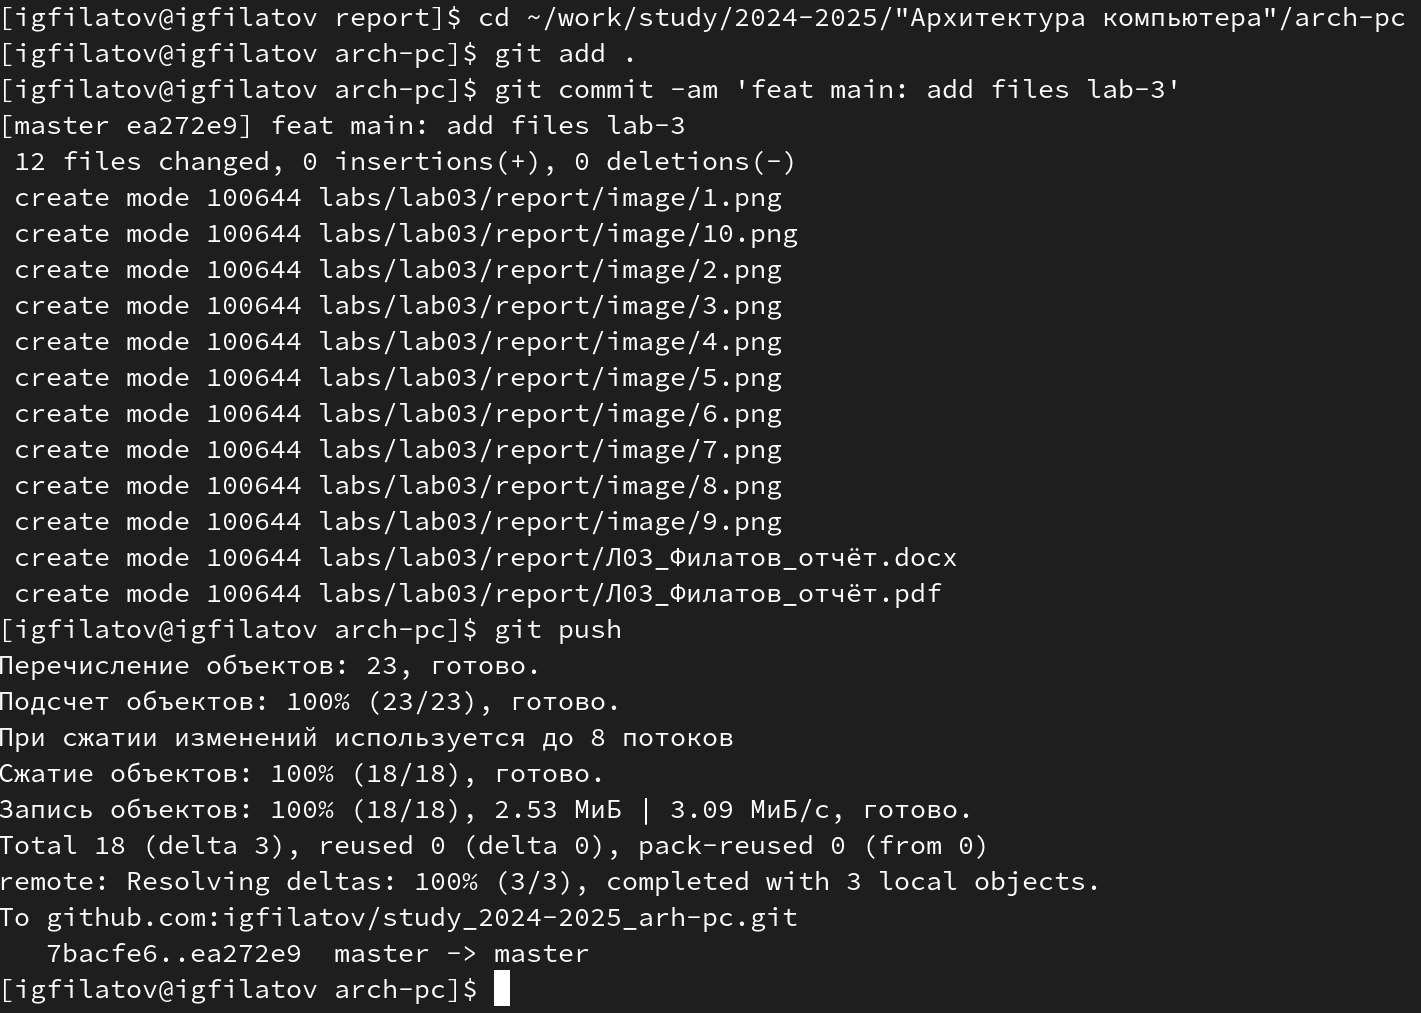 [igfilatov@igfilatov report]$ cd ~/work/study/2024-2025/"Архитектура компьютера"/arch-pc
[igfilatov@igfilatov arch-pc]$ git add .
[igfilatov@igfilatov arch-pc]$ git commit -am 'feat main: add files lab-3'
[master ea272e9] feat main: add files lab-3
 12 files changed, 0 insertions(+), 0 deletions(-)
 create mode 100644 labs/lab03/report/image/1.png
 create mode 100644 labs/lab03/report/image/10.png
 create mode 100644 labs/lab03/report/image/2.png
 create mode 100644 labs/lab03/report/image/3.png
 create mode 100644 labs/lab03/report/image/4.png
 create mode 100644 labs/lab03/report/image/5.png
 create mode 100644 labs/lab03/report/image/6.png
 create mode 100644 labs/lab03/report/image/7.png
 create mode 100644 labs/lab03/report/image/8.png
 create mode 100644 labs/lab03/report/image/9.png
 create mode 100644 labs/lab03/report/Л03_Филатов_отчёт.docx
 create mode 100644 labs/lab03/report/Л03_Филатов_отчёт.pdf
[igfilatov@igfilatov arch-pc]$ git push
Перечисление объектов: 23, готово.
Подсчет объектов: 100% (23/23), готово.
При сжатии изменений используется до 8 потоков
Сжатие объектов: 100% (18/18), готово.
Запись объектов: 100% (18/18), 2.53 МиБ | 3.09 МиБ/с, готово.
Total 18 (delta 3), reused 0 (delta 0), pack-reused 0 (from 0)
remote: Resolving deltas: 100% (3/3), completed with 3 local objects.
To github.com:igfilatov/study_2024-2025_arh-pc.git
   7bacfe6..ea272e9  master -> master
[igfilatov@igfilatov arch-pc]$